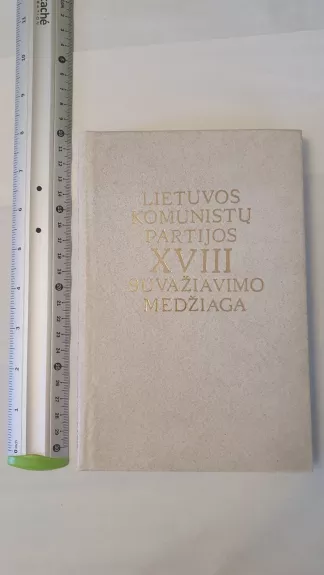 LIETUVOS
KOMUNISTŲ
PARTIJOS
XVIII
SUVAŽIAVIMO
MEDŽIAGA